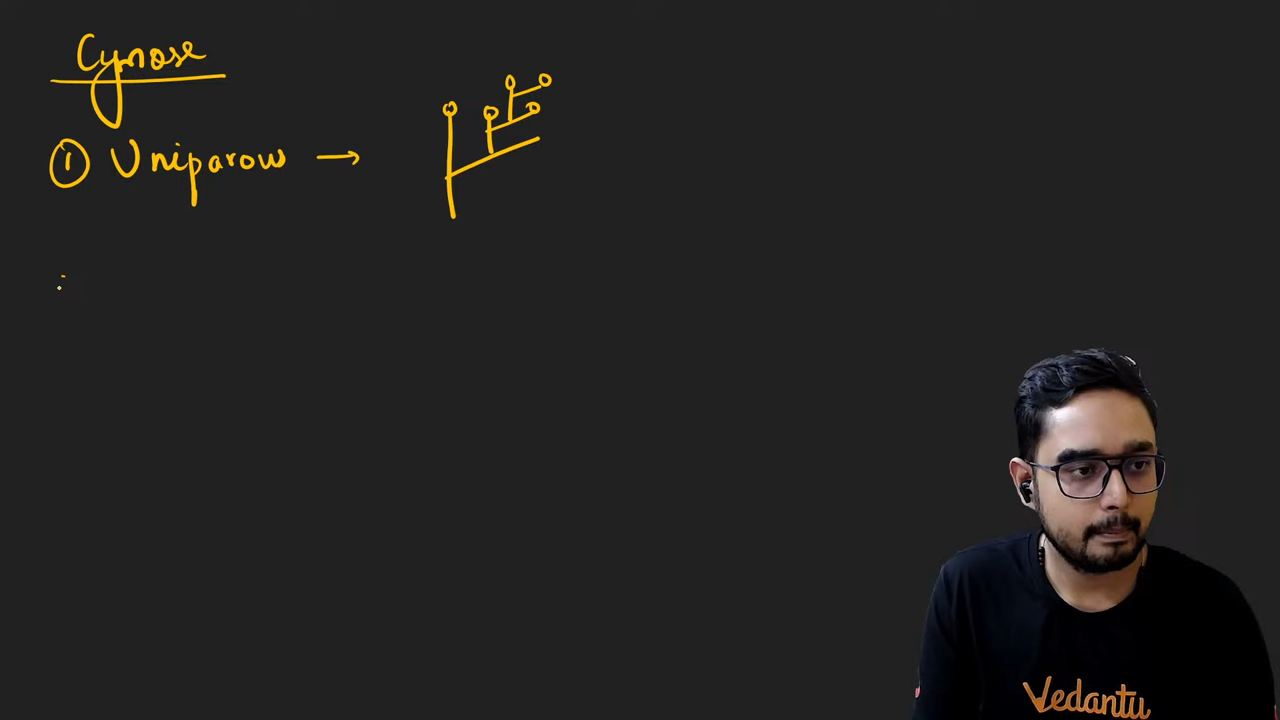 Cymose
① Uniparous →
Vedantu